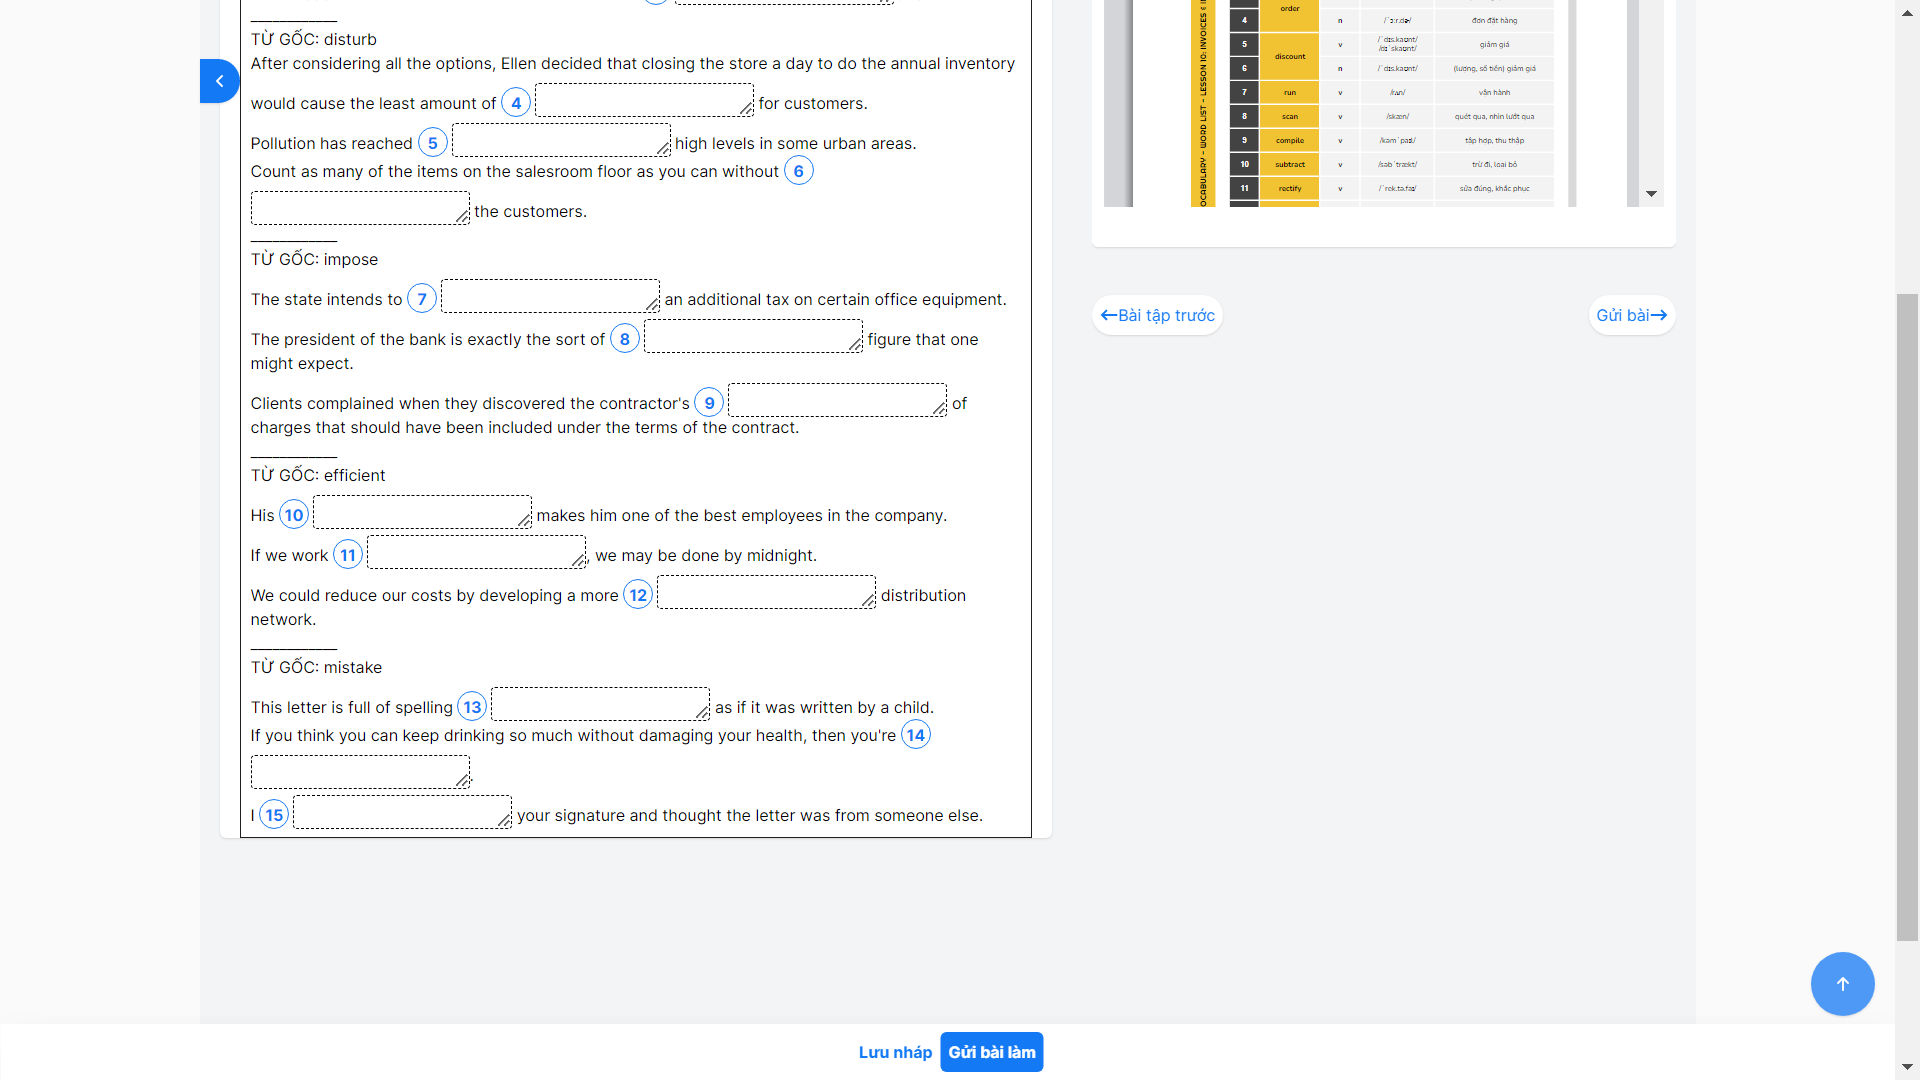 TỪ GỐC: disturb
After considering all the options, Ellen decided that closing the store a day to do the annual inventory
would cause the least amount of 4 for customers.
Pollution has reached 5 high levels in some urban areas.
Count as many of the items on the salesroom floor as you can without 6
the customers.
TỪ GỐC: impose
The state intends to 7 an additional tax on certain office equipment.
The president of the bank is exactly the sort of 8 figure that one
might expect.
Clients complained when they discovered the contractor's 9 of
charges that should have been included under the terms of the contract.
TỪ GỐC: efficient
His 10 makes him one of the best employees in the company.
If we work 11 , we may be done by midnight.
We could reduce our costs by developing a more 12 distribution
network.
TỪ GỐC: mistake
This letter is full of spelling 13 as if it was written by a child.
If you think you can keep drinking so much without damaging your health, then you're 14
.
I 15 your signature and thought the letter was from someone else.
OCABULARY - WORD LIST - LESSON 10: INVOICES
order
4 n /ˈɔːr.dɚ/ đơn đặt hàng
5 discount v /ˈdɪs.kaʊnt/ /dɪˈskaʊnt/ giảm giá
6 n /ˈdɪs.kaʊnt/ (lượng, số tiền) giảm giá
7 run v /rʌn/ vận hành
8 scan v /skæn/ quét qua, nhìn lướt qua
9 compile v /kəmˈpaɪl/ tập hợp, thu thập
10 subtract v /səbˈtrækt/ trừ đi, loại bỏ
11 rectify v /ˈrek.tə.faɪ/ sửa đúng, khắc phục
←Bài tập trước
Gửi bài→
Lưu nháp
Gửi bài làm